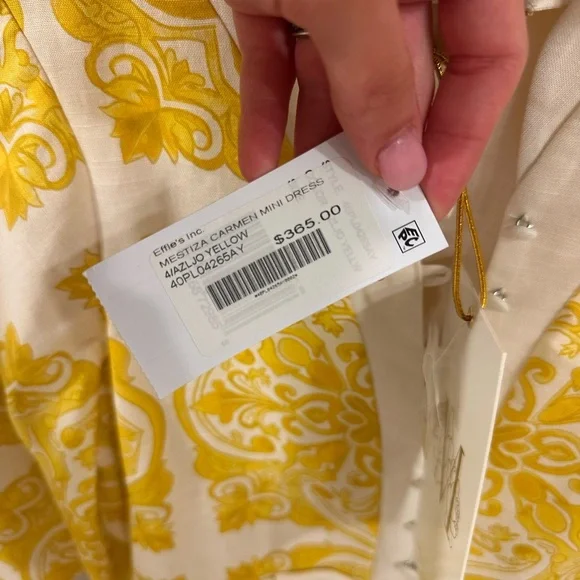 Effie's Inc
MESTIZA CARMEN MINI DRESS
4/AZLJO YELLOW
40PL04265AY
$365.00